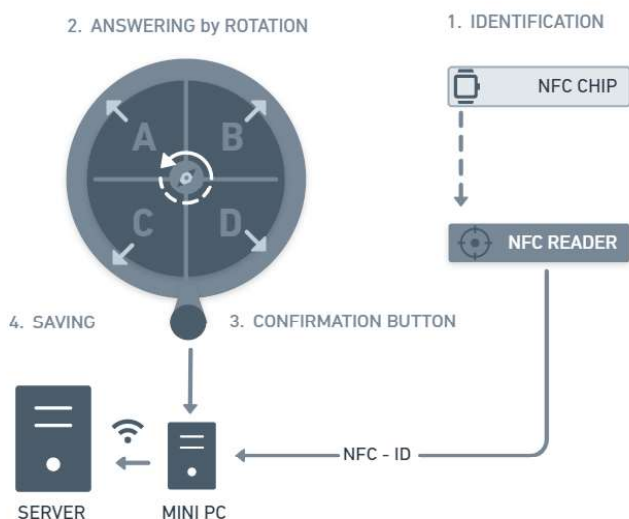 2. ANSWERING by ROTATION
1. IDENTIFICATION
NFC CHIP
A
B
C
D
NFC READER
4. SAVING
3. CONFIRMATION BUTTON
NFC - ID
SERVER
MINI PC